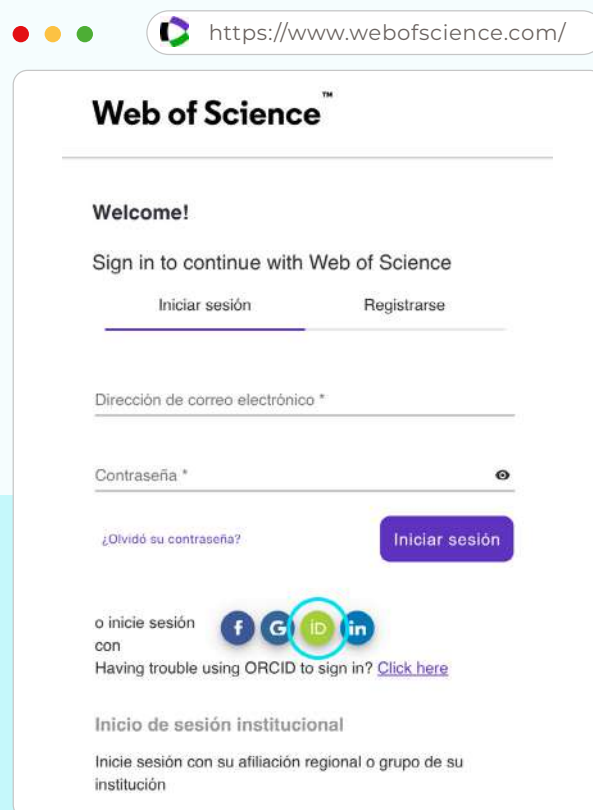 https://www.webofscience.com/
Web of Science™
Welcome!
Sign in to continue with Web of Science
Iniciar sesión Registrarse
Dirección de correo electrónico *
Contraseña *
¿Olvidó su contraseña? Iniciar sesión
o inicie sesión
con
f G iD in
Having trouble using ORCID to sign in? Click here
Inicio de sesión institucional
Inicie sesión con su afiliación regional o grupo de su
institución